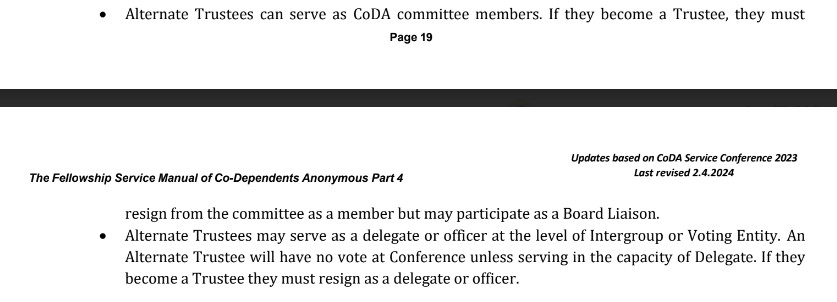 • Alternate Trustees can serve as CoDA committee members. If they become a Trustee, they must
Page 19
Updates based on CoDA Service Conference 2023
The Fellowship Service Manual of Co-Dependents Anonymous Part 4
Last revised 2.4.2024
resign from the committee as a member but may participate as a Board Liaison.
• Alternate Trustees may serve as a delegate or officer at the level of Intergroup or Voting Entity. An
Alternate Trustee will have no vote at Conference unless serving in the capacity of Delegate. If they
become a Trustee they must resign as a delegate or officer.